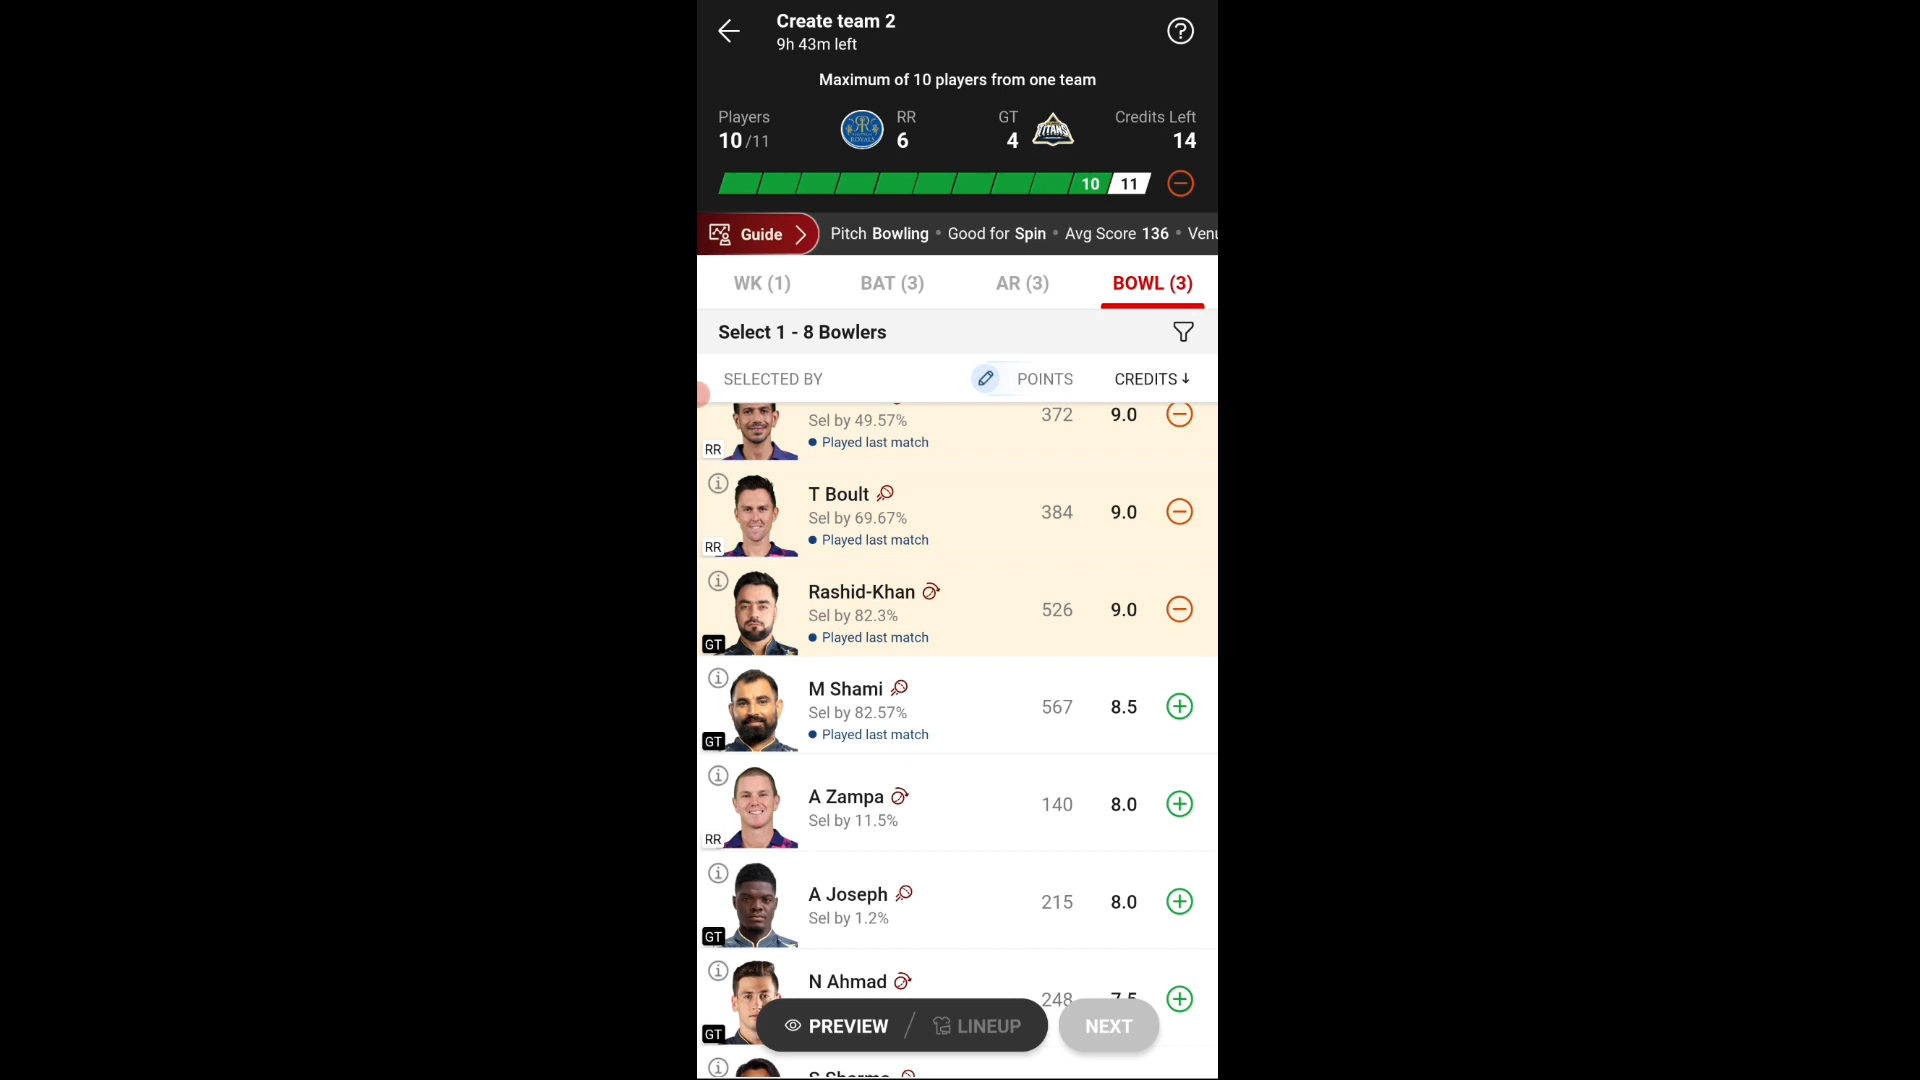 Create team 2
9h 43m left
?
Maximum of 10 players from one team
Players
10/11
RR
6
GT
4
TITANS
Credits Left
14
10 11
Guide
Pitch Bowling • Good for Spin • Avg Score 136 • Venu
WK (1) BAT (3) AR (3) BOWL (3)
Select 1 - 8 Bowlers
SELECTED BY POINTS CREDITS
Sel by 49.57% 372 9.0
Played last match
RR
T Boult
Sel by 69.67% 384 9.0
Played last match
RR
Rashid-Khan
Sel by 82.3% 526 9.0
Played last match
GT
M Shami
Sel by 82.57% 567 8.5
Played last match
GT
A Zampa
Sel by 11.5% 140 8.0
RR
A Joseph
Sel by 1.2% 215 8.0
GT
N Ahmad
248 7.5
GT
PREVIEW LINEUP NEXT
S Sharma